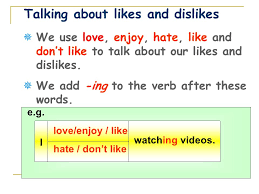 Talking about likes and dislikes
We use love, enjoy, hate, like and
don't like to talk about our likes and
dislikes.
We add -ing to the verb after these
words.
e.g.
love/enjoy / like
I
watching videos.
hate / don't like